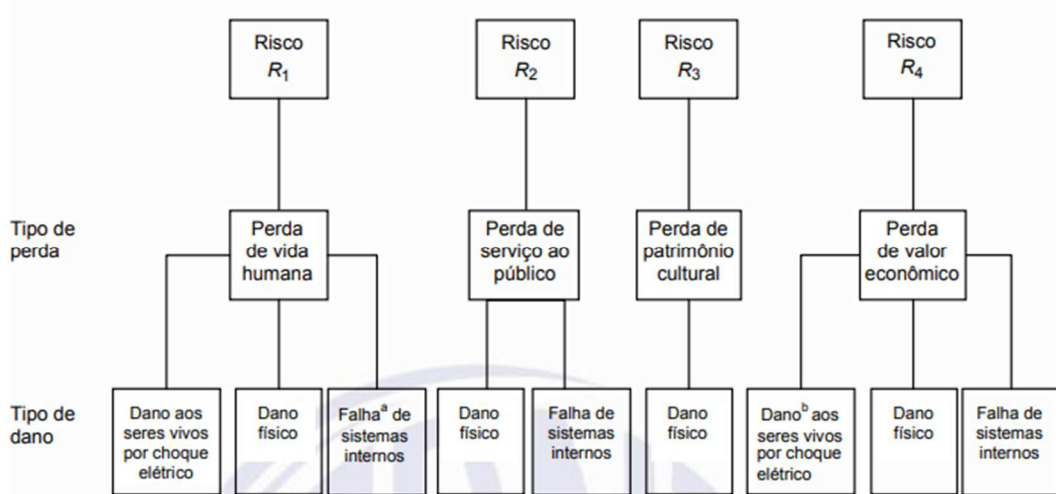 Risco
R1
Risco
R2
Risco
R3
Risco
R4
Tipo de
perda
Perda
de vida
humana
Perda de
serviço ao
público
Perda de
patrimônio
cultural
Perda
de valor
econômico
Tipo de
dano
Dano aos
seres vivos
por choque
elétrico
Dano
físico
Falhaª de
sistemas
internos
Dano
físico
Falha de
sistemas
internos
Dano
físico
Danoᵇ aos
seres vivos
por choque
elétrico
Dano
físico
Falha de
sistemas
internos